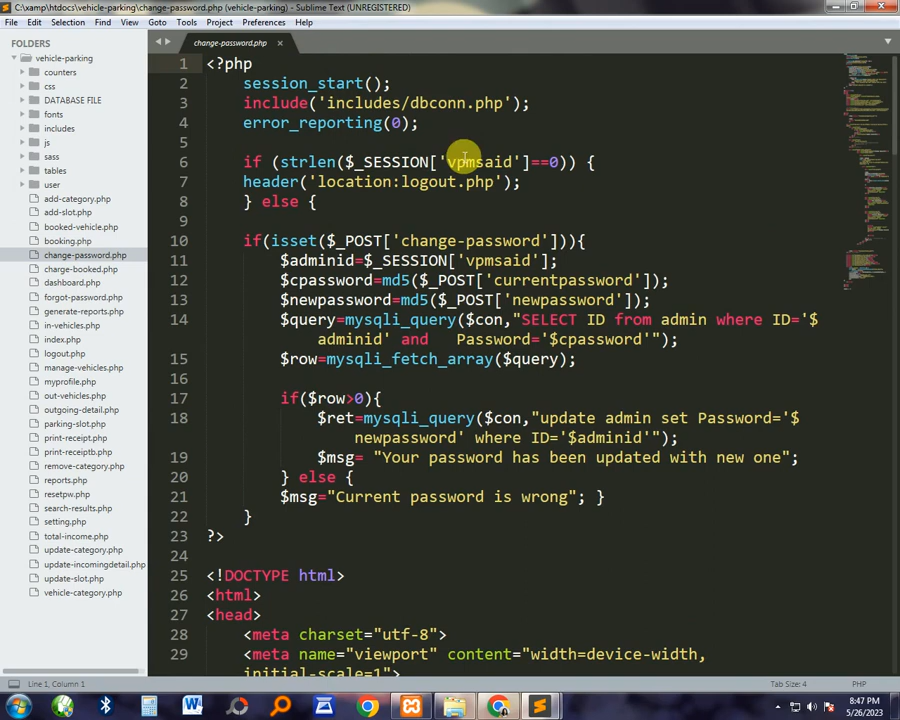 C:\xamp\htdocs\vehicle-parking\change-password.php (vehicle-parking) - Sublime Text (UNREGISTERED)
File Edit Selection Find View Goto Tools Project Preferences Help
FOLDERS
vehicle-parking
counters
css
DATABASE FILE
fonts
includes
js
sass
tables
user
add-category.php
add-slot.php
booked-vehicle.php
booking.php
change-password.php
charge-booked.php
dashboard.php
forgot-password.php
generate-reports.php
in-vehicles.php
index.php
logout.php
manage-vehicles.php
myprofile.php
out-vehicles.php
outgoing-detail.php
parking-slot.php
print-receipt.php
print-receiptb.php
remove-category.php
reports.php
resetpw.php
search-results.php
setting.php
total-income.php
update-category.php
update-incomingdetail.php
update-slot.php
vehicle-category.php
change-password.php ×
1 <?php
2 session_start();
3 include('includes/dbconn.php');
4 error_reporting(0);
5
6 if (strlen($_SESSION['vpmsaid']==0)) {
7 header('location:logout.php');
8 } else {
9
10 if(isset($_POST['change-password'])){
11 $adminid=$_SESSION['vpmsaid'];
12 $cpassword=md5($_POST['currentpassword']);
13 $newpassword=md5($_POST['newpassword']);
14 $query=mysqli_query($con,"SELECT ID from admin where ID='$
adminid' and Password='$cpassword'");
15 $row=mysqli_fetch_array($query);
16
17 if($row>0){
18 $ret=mysqli_query($con,"update admin set Password='$
newpassword' where ID='$adminid'");
19 $msg= "Your password has been updated with new one";
20 } else {
21 $msg="Current password is wrong"; }
22 }
23 ?>
24
25 <!DOCTYPE html>
26 <html>
27 <head>
28 <meta charset="utf-8">
29 <meta name="viewport" content="width=device-width,
initial-scale=1">
Line 1, Column 1
Tab Size: 4
PHP
8:47 PM
5/26/2023